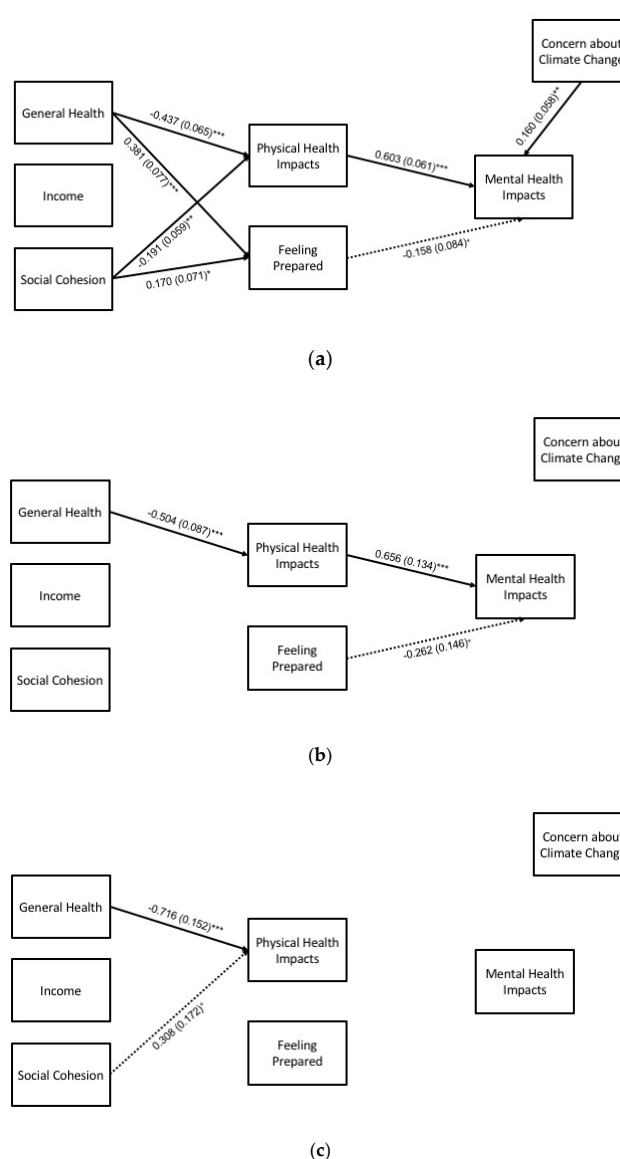 Concern about
Climate Change
General Health
-0.437 (0.065)***
0.160 (0.058)**
0.381 (0.077)***
Physical Health
Impacts
0.603 (0.061)***
Mental Health
Impacts
Income
-0.191 (0.059)**
Feeling
Prepared
-0.158 (0.084)+
Social Cohesion
0.170 (0.071)*
(a)
Concern about
Climate Chang
General Health
-0.504 (0.087)***
Physical Health
Impacts
0.656 (0.134)***
Mental Health
Impacts
Income
Feeling
Prepared
-0.262 (0.146)+
Social Cohesion
(b)
Concern about
Climate Chang
General Health
-0.716 (0.152)***
Physical Health
Impacts
Mental Health
Impacts
Income
0.308 (0.172)+
Feeling
Prepared
Social Cohesion
(c)